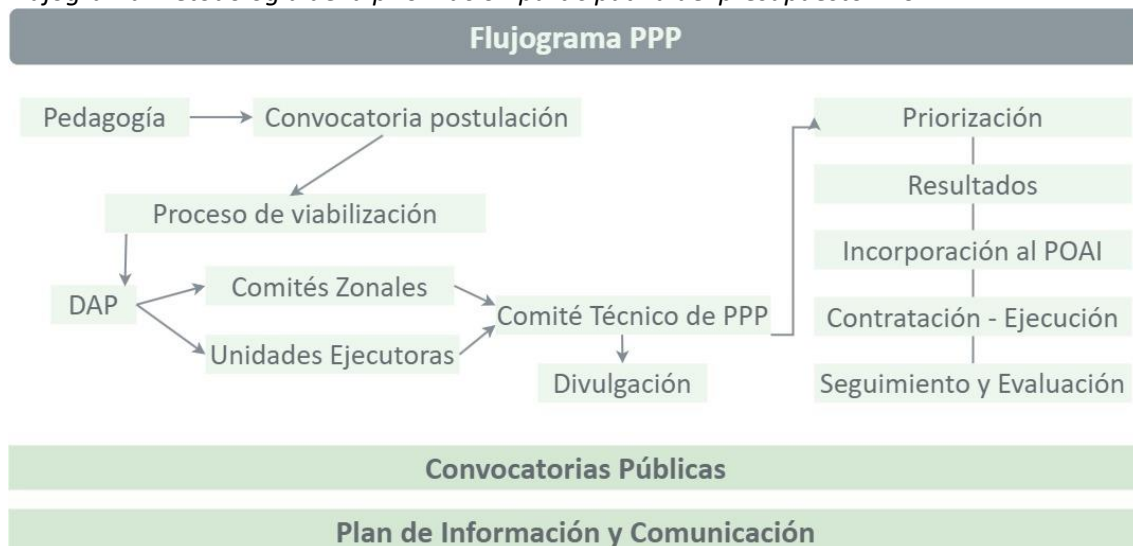 Flujograma PPP
Pedagogía
Convocatoria postulación
Proceso de viabilización
DAP
Comités Zonales
Unidades Ejecutoras
Comité Técnico de PPP
Divulgación
Priorización
Resultados
Incorporación al POAI
Contratación - Ejecución
Seguimiento y Evaluación
Convocatorias Públicas
Plan de Información y Comunicación